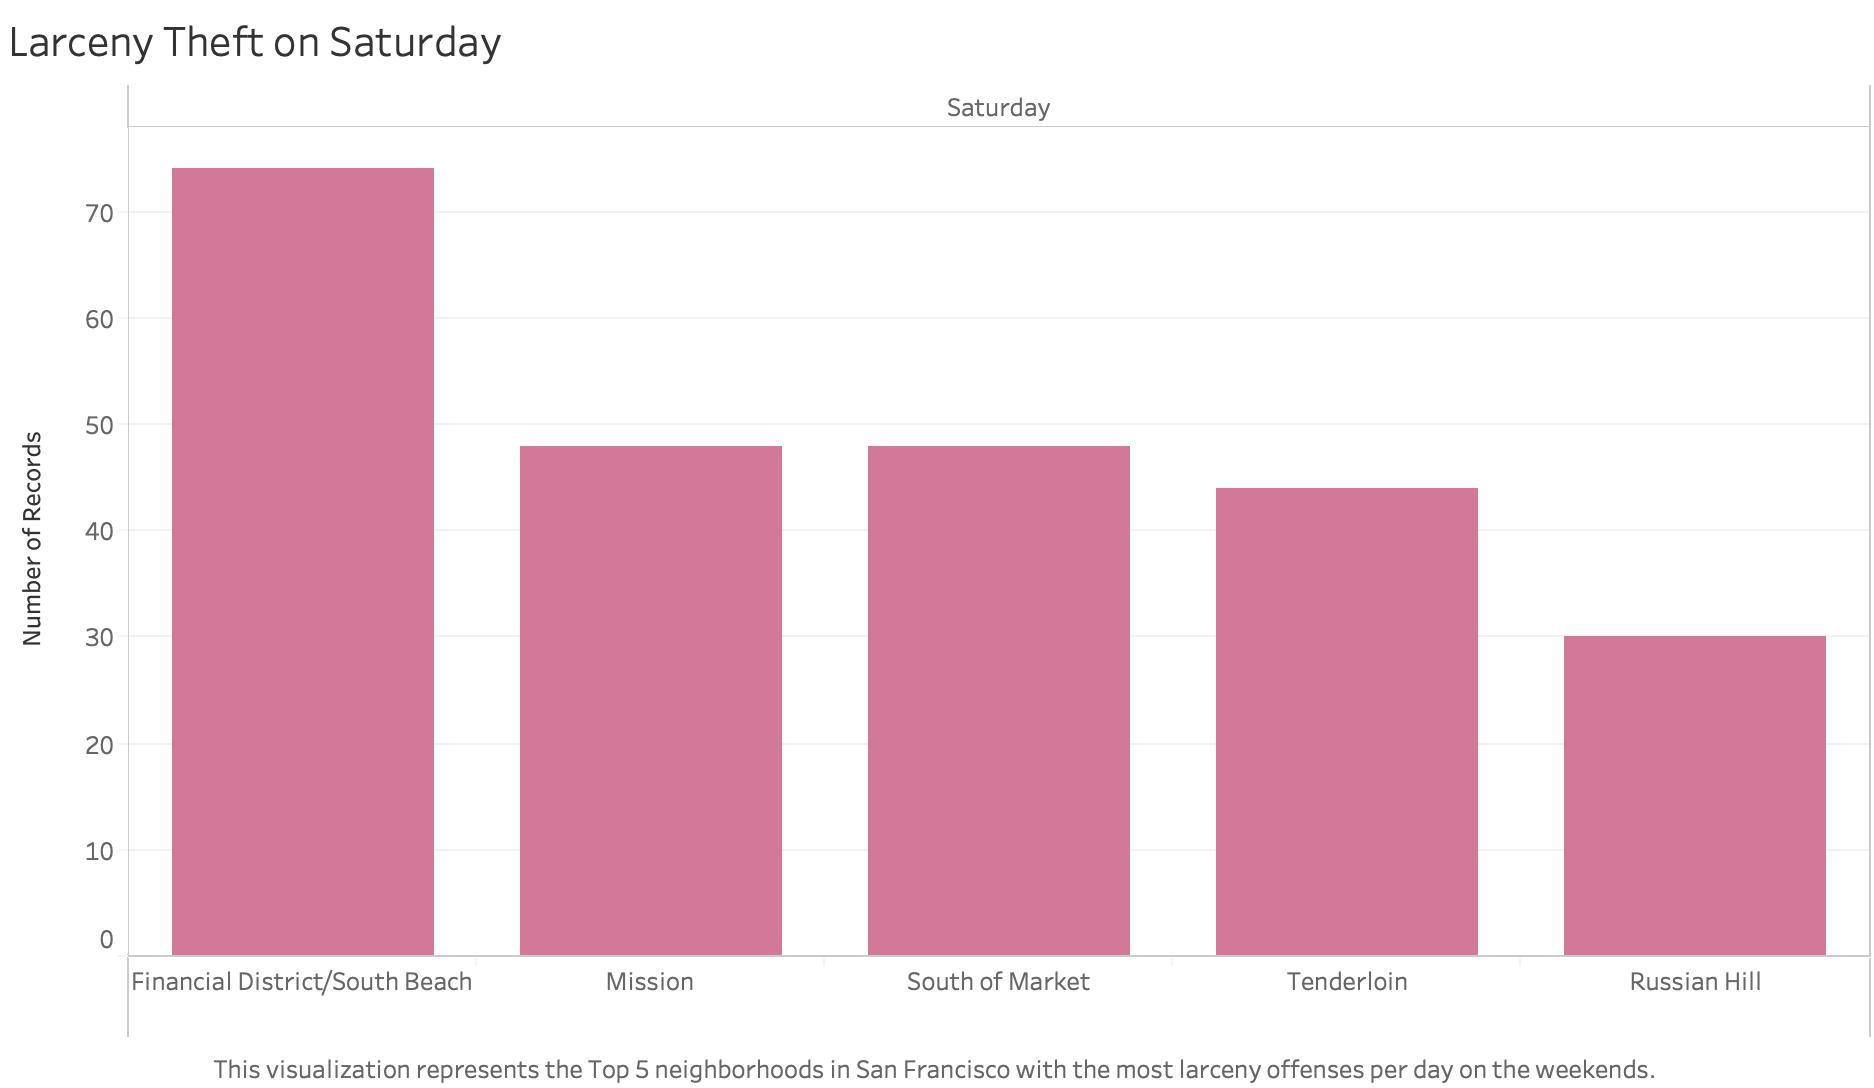 Larceny Theft on Saturday
Saturday
70
60
50
40
30
20
10
0
Number of Records
Financial District/South Beach
Mission
South of Market
Tenderloin
Russian Hill
This visualization represents the Top 5 neighborhoods in San Francisco with the most larceny offenses per day on the weekends.